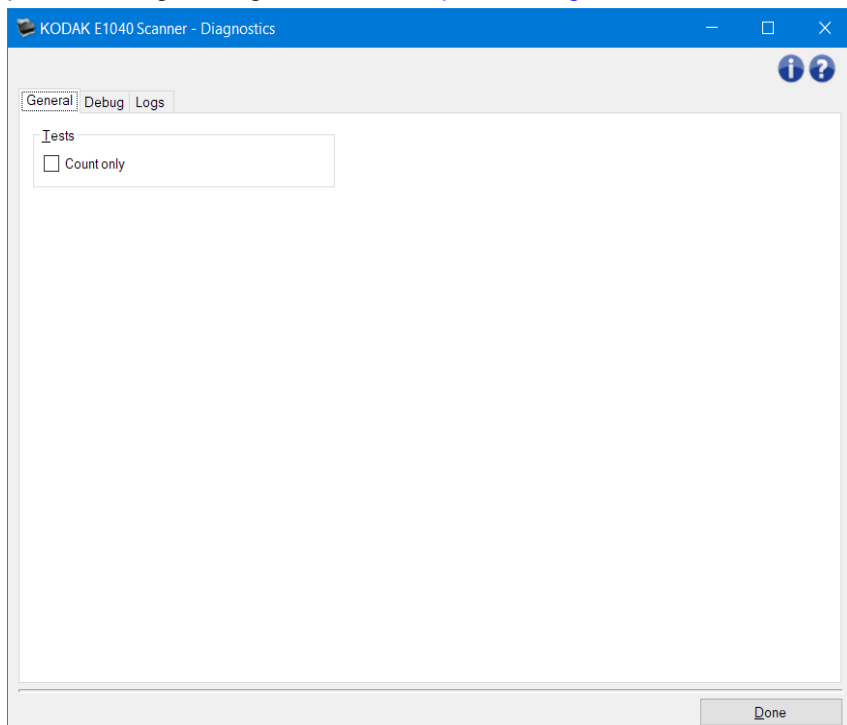 KODAK E1040 Scanner - Diagnostics
General Debug Logs
Tests
Count only
Done